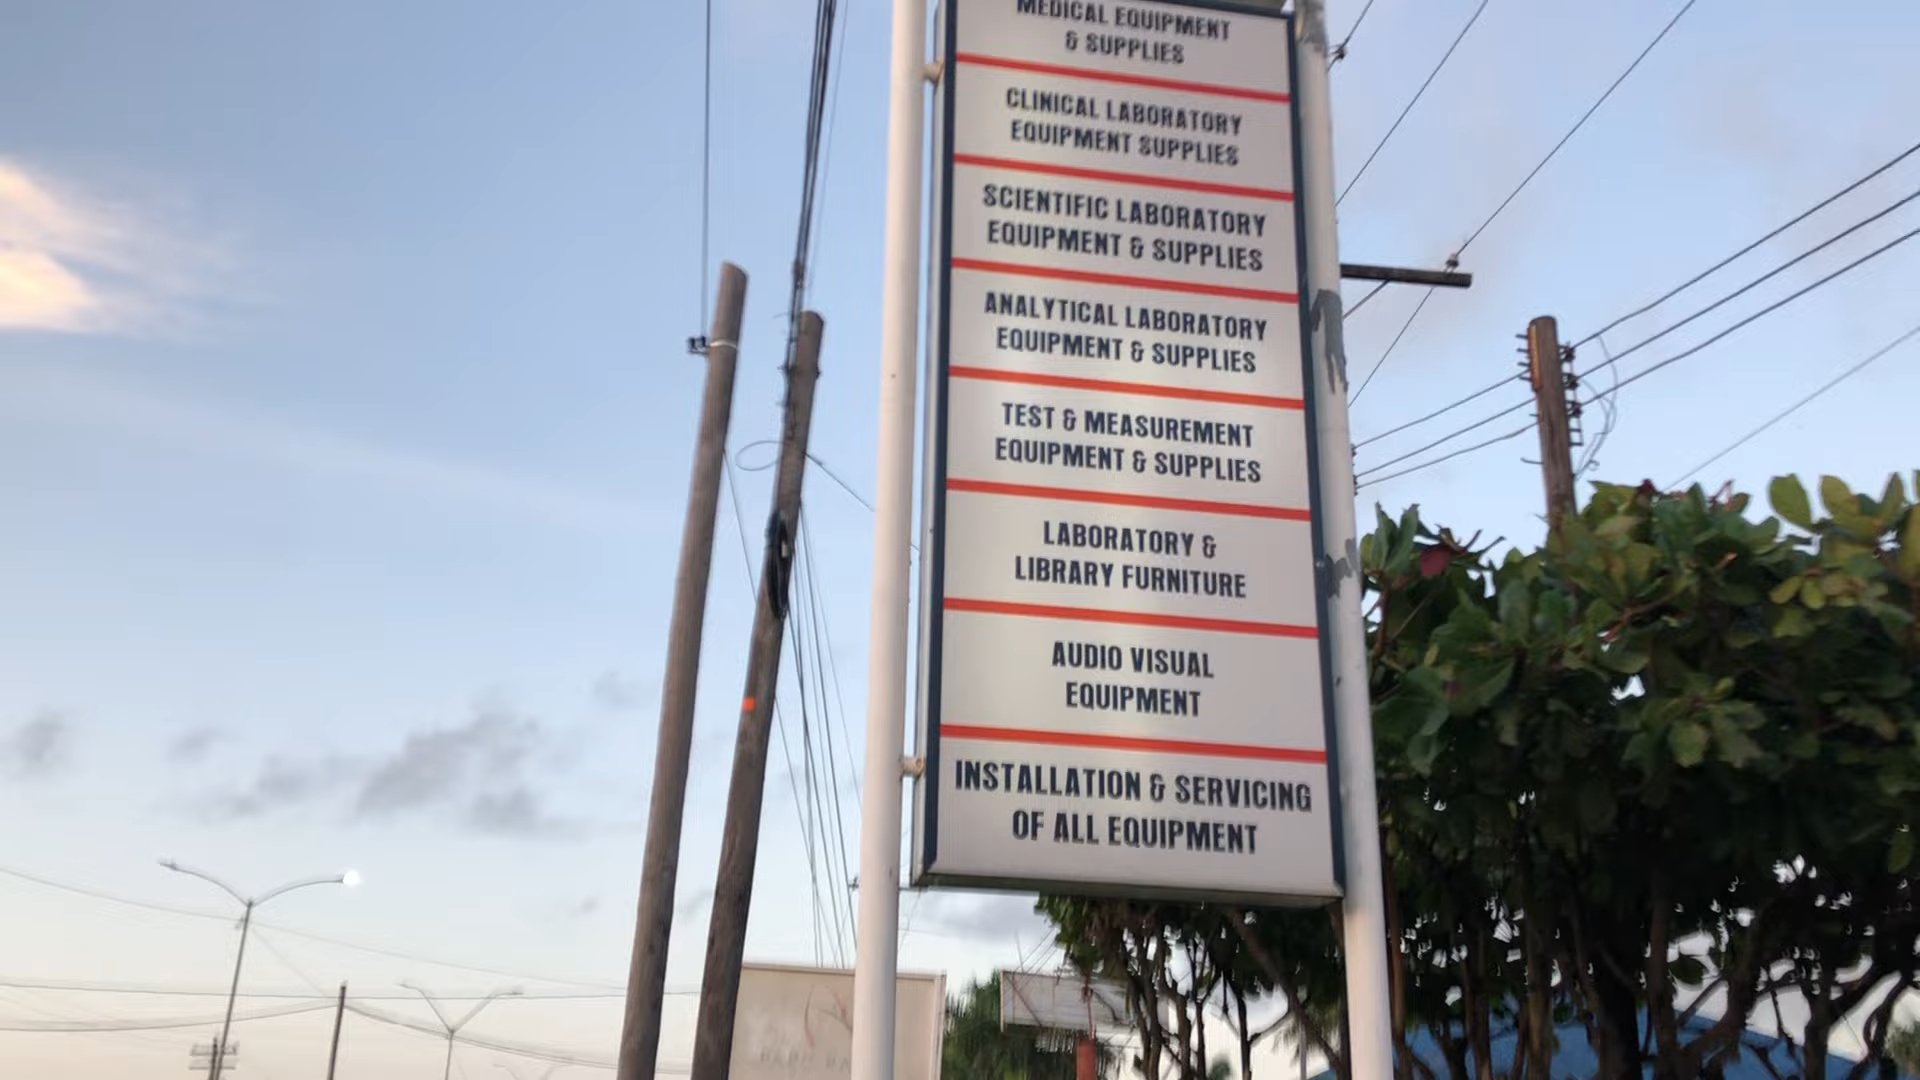 MEDICAL EQUIPMENT
& SUPPLIES
CLINICAL LABORATORY
EQUIPMENT SUPPLIES
SCIENTIFIC LABORATORY
EQUIPMENT & SUPPLIES
ANALYTICAL LABORATORY
EQUIPMENT & SUPPLIES
TEST & MEASUREMENT
EQUIPMENT & SUPPLIES
LABORATORY &
LIBRARY FURNITURE
AUDIO VISUAL
EQUIPMENT
INSTALLATION & SERVICING
OF ALL EQUIPMENT